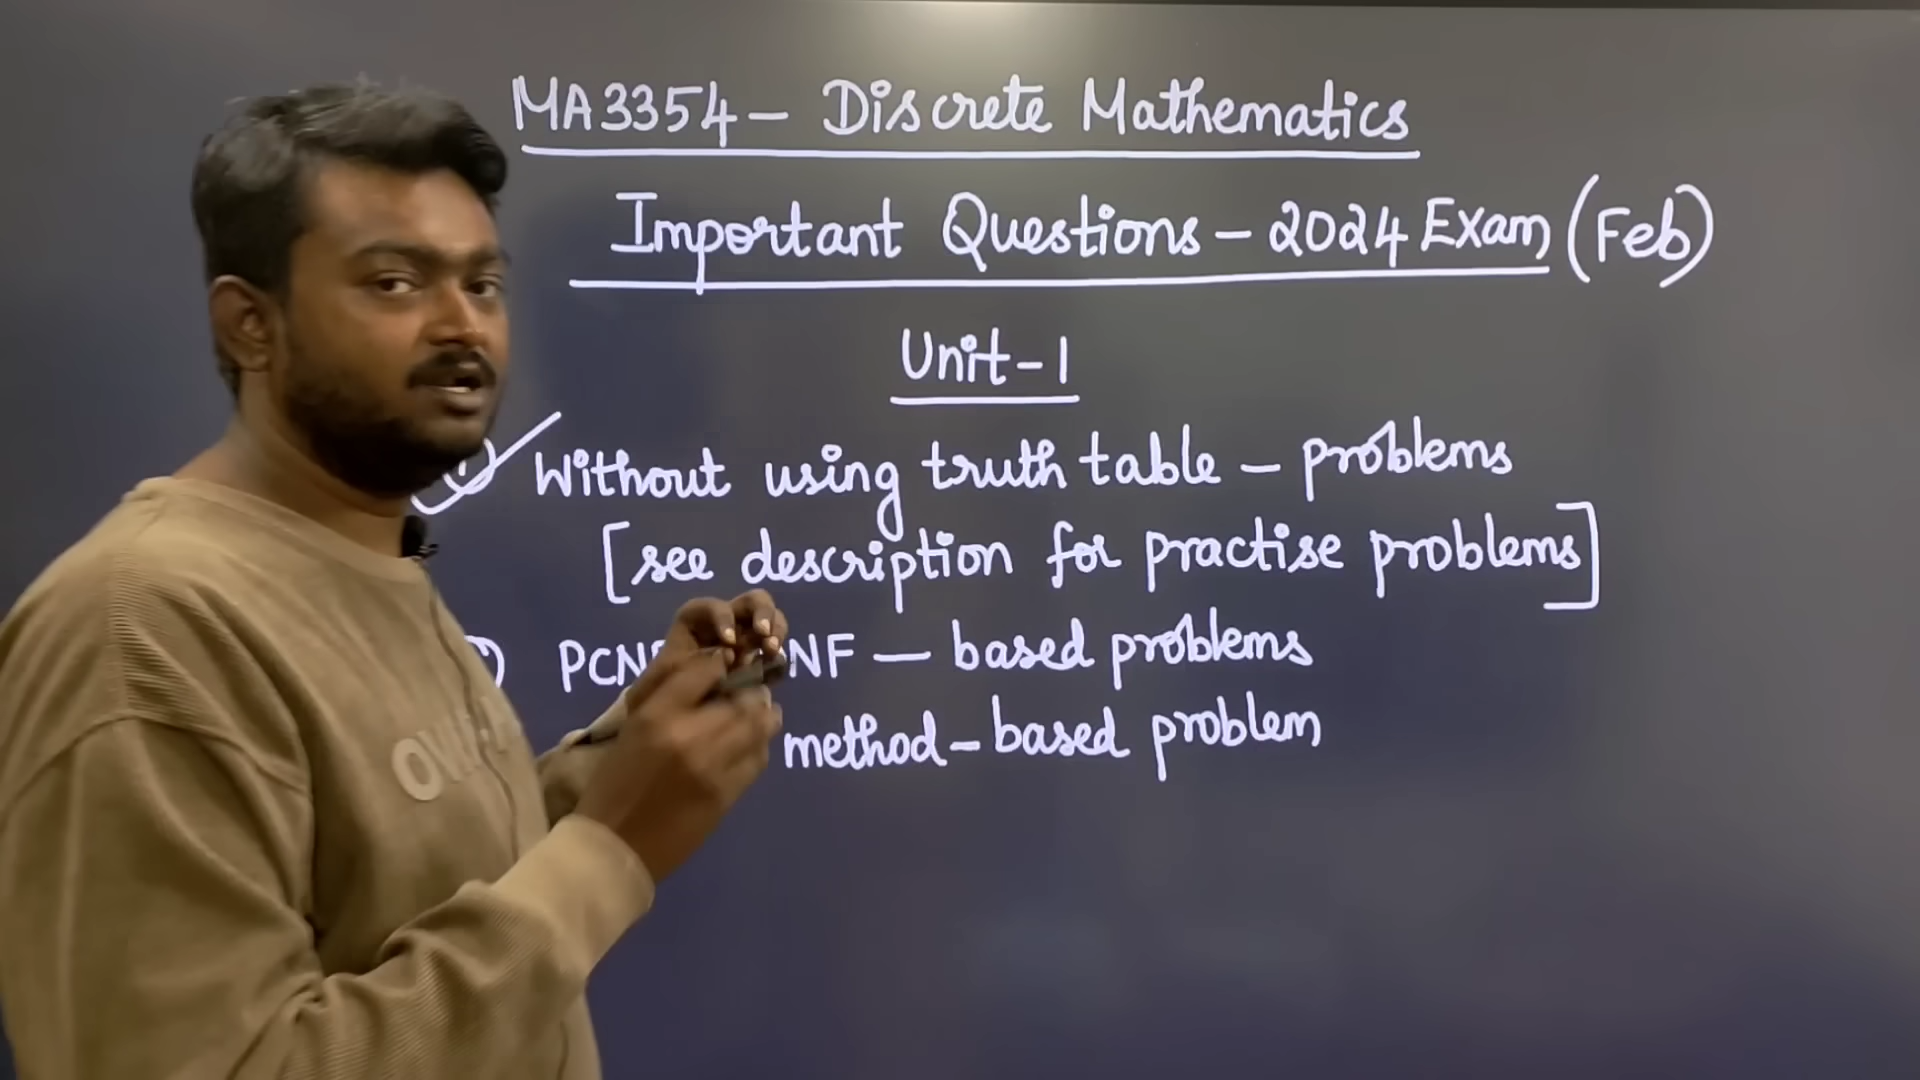 MA3354 - Discrete Mathematics
Important Questions - 2024 Exam (Feb)
Unit - 1
Without using truth table - problems
[see description for practise problems]
NF - based problems
method - based problem